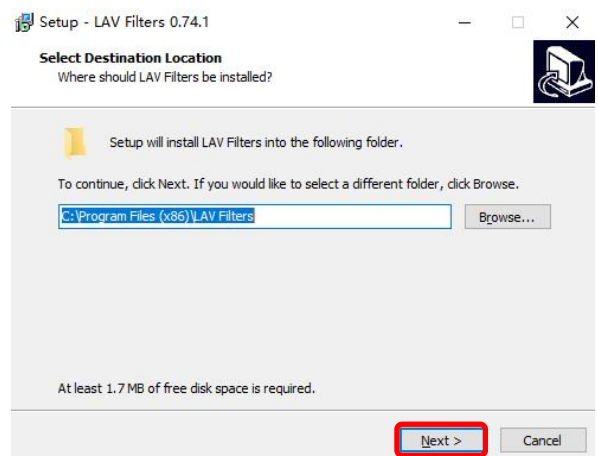 Setup - LAV Filters 0.74.1
Select Destination Location
Where should LAV Filters be installed?
Setup will install LAV Filters into the following folder.
To continue, click Next. If you would like to select a different folder, click Browse.
C:\Program Files (x86)\LAV Filters
Browse...
At least 1.7 MB of free disk space is required.
Next >
Cancel